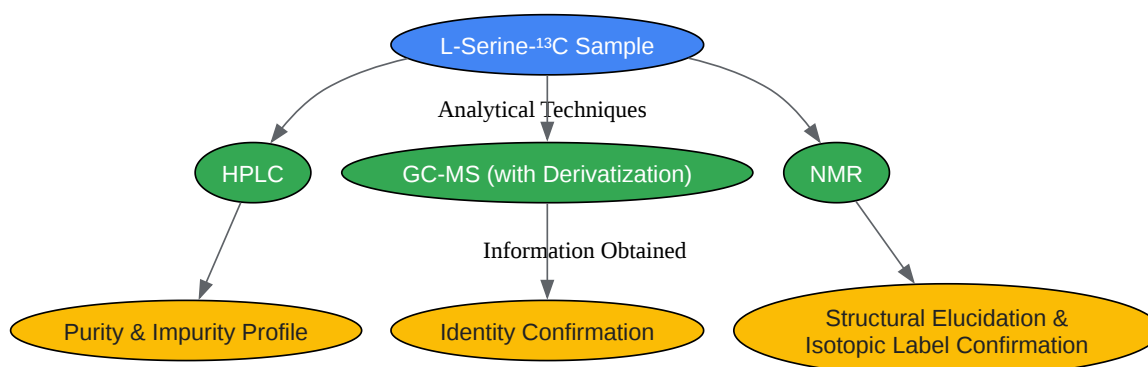 L-Serine-¹³C Sample
Analytical Techniques
HPLC
GC-MS (with Derivatization)
NMR
Information Obtained
Purity & Impurity Profile
Identity Confirmation
Structural Elucidation &
Isotopic Label Confirmation